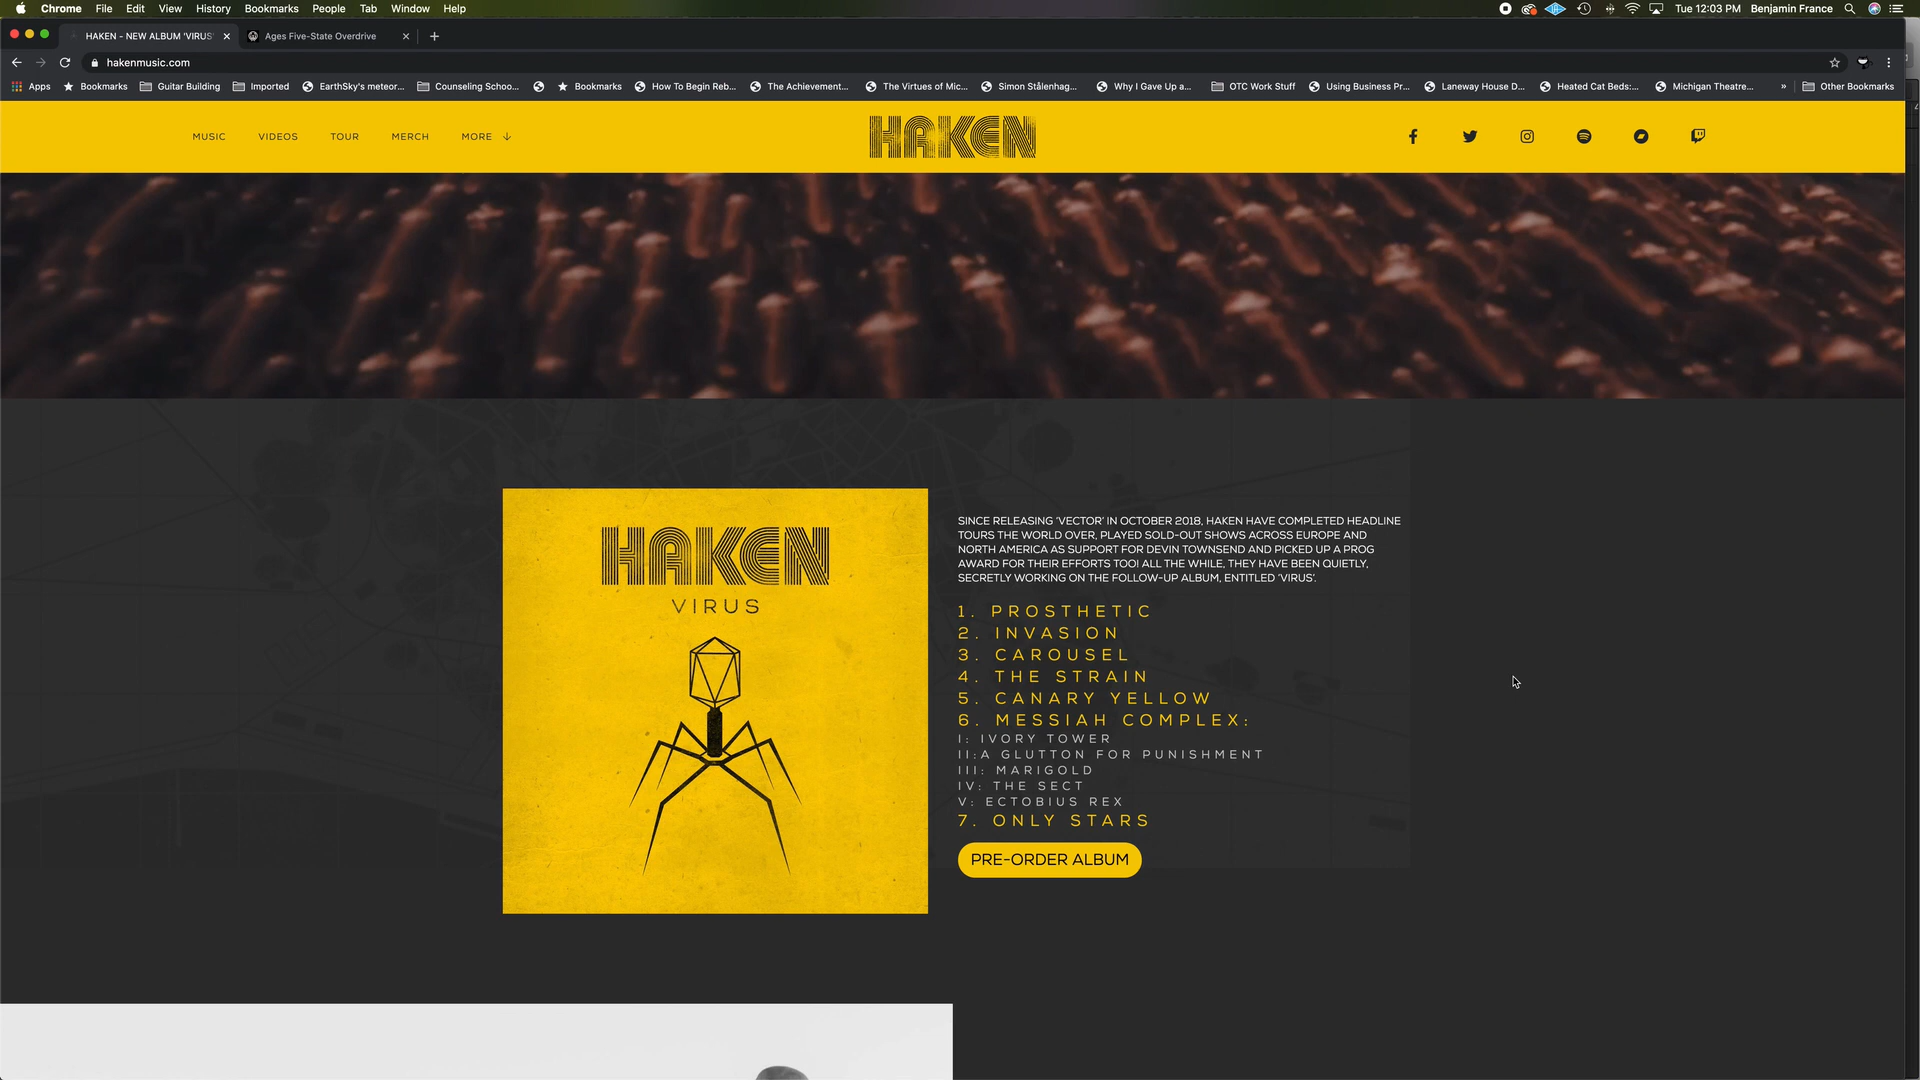 Chrome File Edit View History Bookmarks People Tab Window Help Tue 12:03 PM Benjamin France
HAKEN - NEW ALBUM 'VIRUS' Ages Five-State Overdrive
hakenmusic.com
Apps Bookmarks Guitar Building Imported EarthSky's meteor... Counseling Schoo... Bookmarks How To Begin Reb... The Achievement... The Virtues of Mic... Simon Stålenhag... Why I Gave Up a... OTC Work Stuff Using Business Pr... Laneway House D... Heated Cat Beds:... Michigan Theatre... » Other Bookmarks
MUSIC VIDEOS TOUR MERCH MORE HAKEN
HAKEN
VIRUS
SINCE RELEASING 'VECTOR' IN OCTOBER 2018, HAKEN HAVE COMPLETED HEADLINE
TOURS THE WORLD OVER, PLAYED SOLD-OUT SHOWS ACROSS EUROPE AND
NORTH AMERICA AS SUPPORT FOR DEVIN TOWNSEND AND PICKED UP A PROG
AWARD FOR THEIR EFFORTS TOO! ALL THE WHILE, THEY HAVE BEEN QUIETLY,
SECRETLY WORKING ON THE FOLLOW-UP ALBUM, ENTITLED 'VIRUS'.
1. PROSTHETIC
2. INVASION
3. CAROUSEL
4. THE STRAIN
5. CANARY YELLOW
6. MESSIAH COMPLEX:
I: IVORY TOWER
II:A GLUTTON FOR PUNISHMENT
III: MARIGOLD
IV: THE SECT
V: ECTOBIUS REX
7. ONLY STARS
PRE-ORDER ALBUM